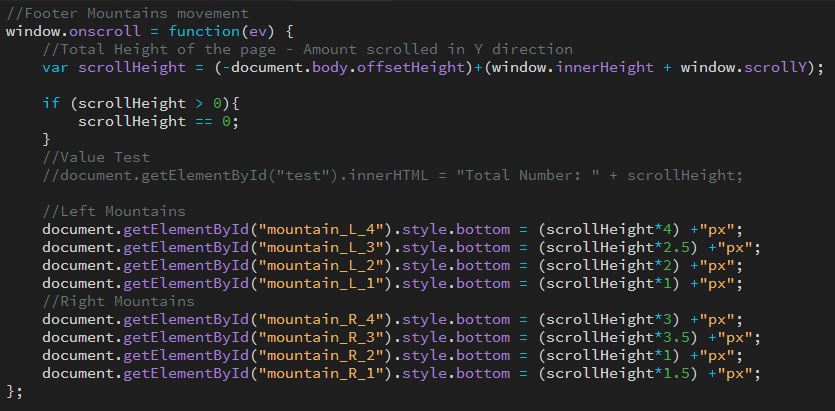 //Footer Mountains movement
window.onscroll = function(ev) {
    //Total Height of the page - Amount scrolled in Y direction
    var scrollHeight = (-document.body.offsetHeight)+(window.innerHeight + window.scrollY);

    if (scrollHeight > 0){
        scrollHeight == 0;
    }
    //Value Test
    //document.getElementById("test").innerHTML = "Total Number: " + scrollHeight;

    //Left Mountains
    document.getElementById("mountain_L_4").style.bottom = (scrollHeight*4) +"px";
    document.getElementById("mountain_L_3").style.bottom = (scrollHeight*2.5) +"px";
    document.getElementById("mountain_L_2").style.bottom = (scrollHeight*2) +"px";
    document.getElementById("mountain_L_1").style.bottom = (scrollHeight*1) +"px";
    //Right Mountains
    document.getElementById("mountain_R_4").style.bottom = (scrollHeight*3) +"px";
    document.getElementById("mountain_R_3").style.bottom = (scrollHeight*3.5) +"px";
    document.getElementById("mountain_R_2").style.bottom = (scrollHeight*1) +"px";
    document.getElementById("mountain_R_1").style.bottom = (scrollHeight*1.5) +"px";
};